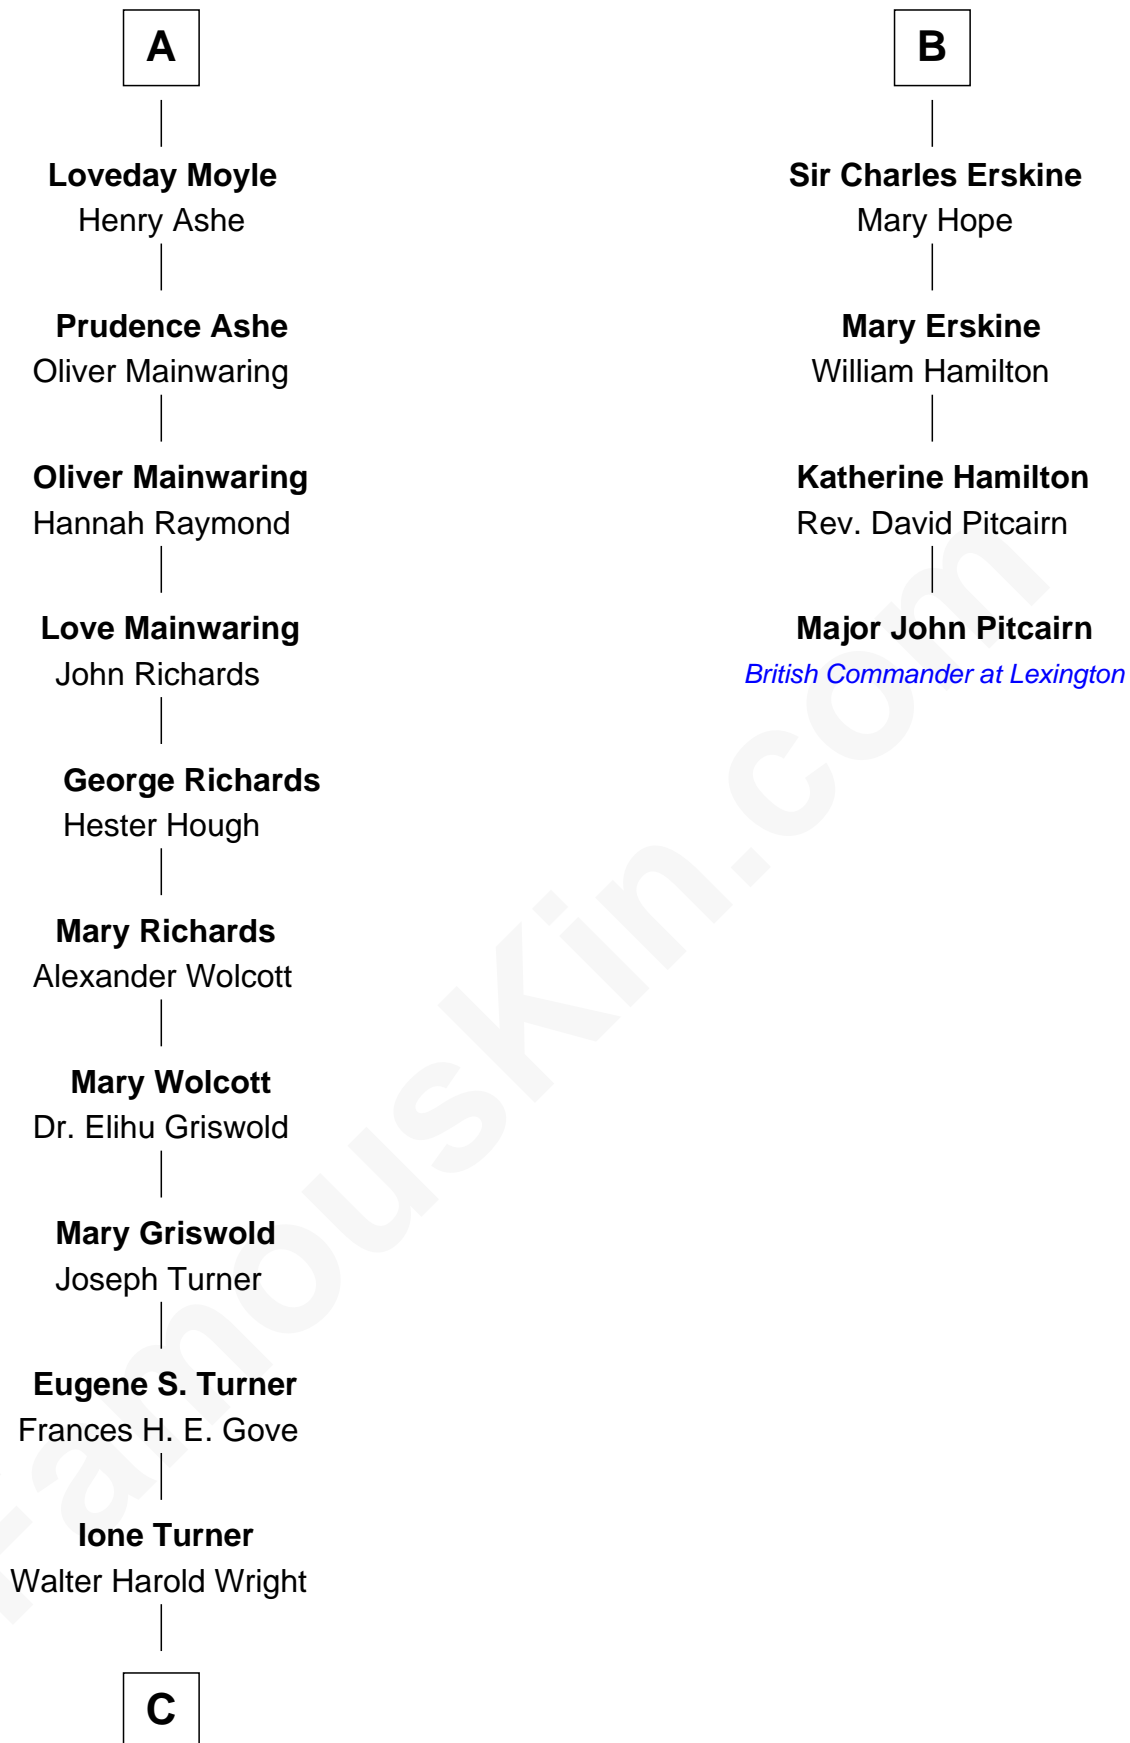 A
Loveday Moyle
Henry Ashe
Prudence Ashe
Oliver Mainwaring
Oliver Mainwaring
Hannah Raymond
Love Mainwaring
John Richards
George Richards
Hester Hough
Mary Richards
Alexander Wolcott
Mary Wolcott
Dr. Elihu Griswold
Mary Griswold
Joseph Turner
Eugene S. Turner
Frances H. E. Gove
Ione Turner
Walter Harold Wright
C
B
Sir Charles Erskine
Mary Hope
Mary Erskine
William Hamilton
Katherine Hamilton
Rev. David Pitcairn
Major John Pitcairn
British Commander at Lexington
FamousKin.com